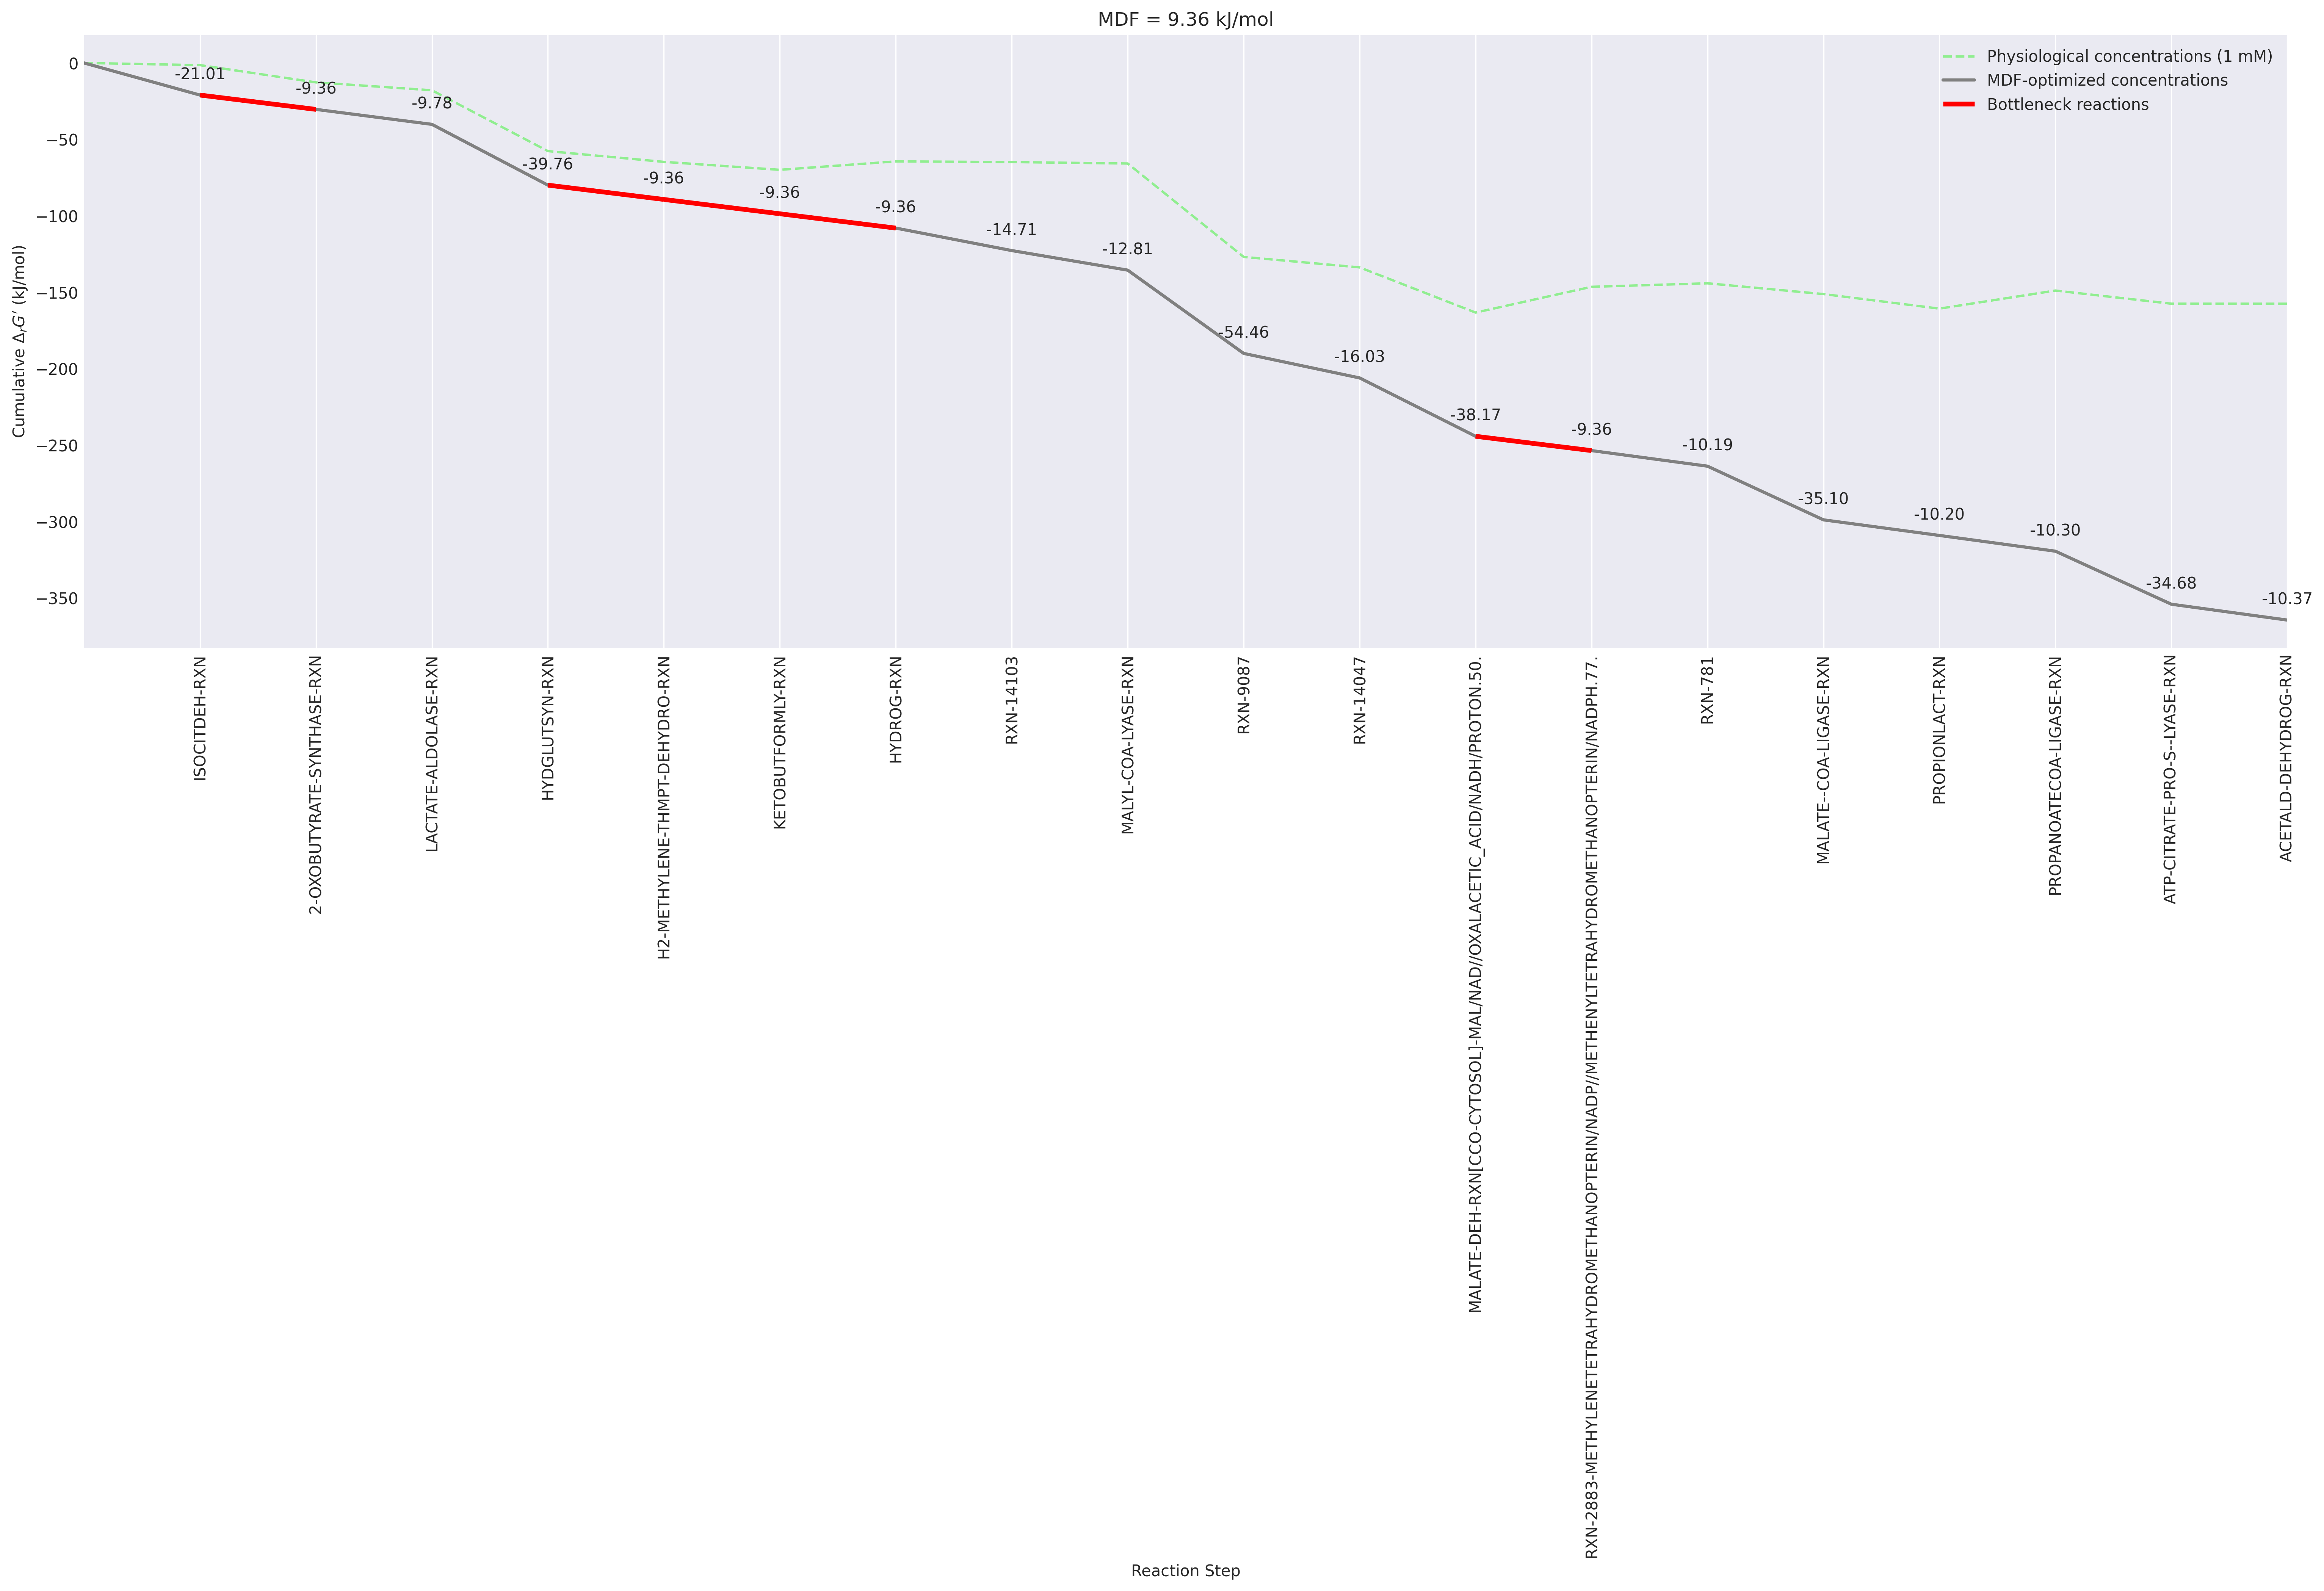 MDF = 9.36 kJ/mol
Physiological concentrations (1 mM)
MDF-optimized concentrations
Bottleneck reactions
Cumulative ΔrG′ (kJ/mol)
0
−50
−100
−150
−200
−250
−300
−350
-21.01
-9.36
-9.78
-39.76
-9.36
-9.36
-9.36
-14.71
-12.81
-54.46
-16.03
-38.17
-9.36
-10.19
-35.10
-10.20
-10.30
-34.68
-10.37
ISOCITDEH-RXN
2-OXOBUTYRATE-SYNTHASE-RXN
LACTATE-ALDOLASE-RXN
HYDGLUTSYN-RXN
H2-METHYLENE-THMPT-DEHYDRO-RXN
KETOBUTFORMLY-RXN
HYDROG-RXN
RXN-14103
MALYL-COA-LYASE-RXN
RXN-9087
RXN-14047
MALATE-DEH-RXN[CCO-CYTOSOL]-MAL/NAD//OXALACETIC_ACID/NADH/PROTON.50.
RXN-2883-METHYLENETETRAHYDROMETHANOPTERIN/NADP//METHENYLTETRAHYDROMETHANOPTERIN/NADPH.77.
RXN-781
MALATE--COA-LIGASE-RXN
PROPIONLACT-RXN
PROPANOATECOA-LIGASE-RXN
ATP-CITRATE-PRO-S--LYASE-RXN
ACETALD-DEHYDROG-RXN
Reaction Step